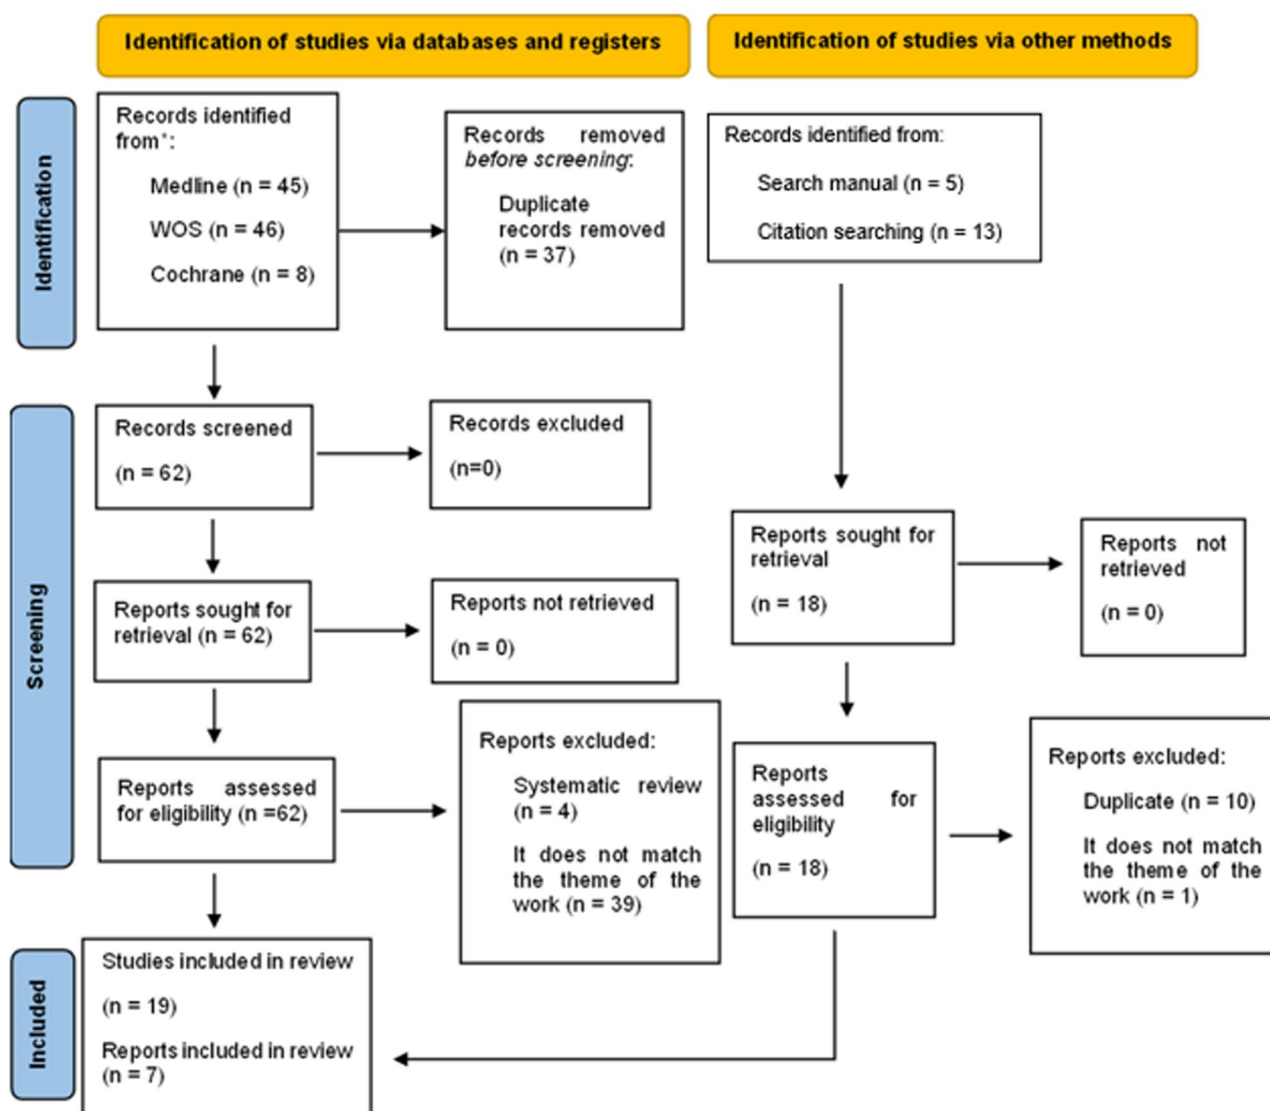 Identification of studies via databases and registers
Identification of studies via other methods
Identification
Records identified
from*:
Medline (n = 45)
WOS (n = 46)
Cochrane (n = 8)
Records removed
before screening:
Duplicate
records removed
(n = 37)
Records identified from:
Search manual (n = 5)
Citation searching (n = 13)
Screening
Records screened
(n = 62)
Records excluded
(n=0)
Reports sought for
retrieval (n = 62)
Reports not retrieved
(n = 0)
Reports sought for
retrieval
(n = 18)
Reports not
retrieved
(n = 0)
Reports assessed
for eligibility (n =62)
Reports excluded:
Systematic review
(n = 4)
It does not match
the theme of the
work (n = 39)
Reports
assessed for
eligibility
(n = 18)
Reports excluded:
Duplicate (n = 10)
It does not match
the theme of the
work (n = 1)
Included
Studies included in review
(n = 19)
Reports included in review
(n = 7)